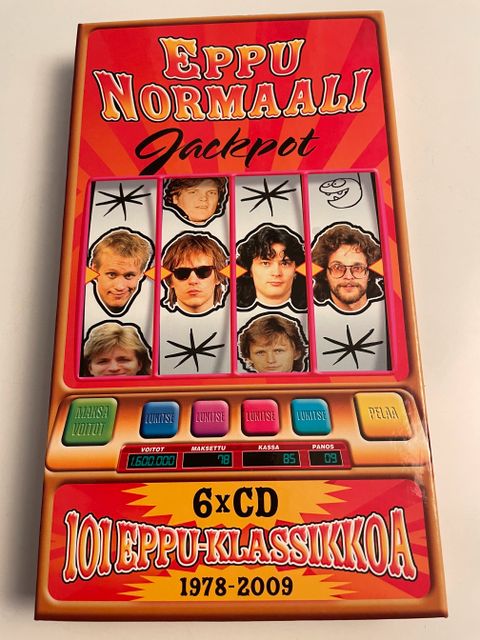 EPPU
NORMAALI
Jackpot
MAKSA VOITOT
LUKITSE LUKITSE LUKITSE LUKITSE
PELAA
VOITOT MAKSETTU KASSA PANOS
1.600.000 78 85 09
6xCD
101 EPPU-KLASSIKKOA
1978-2009